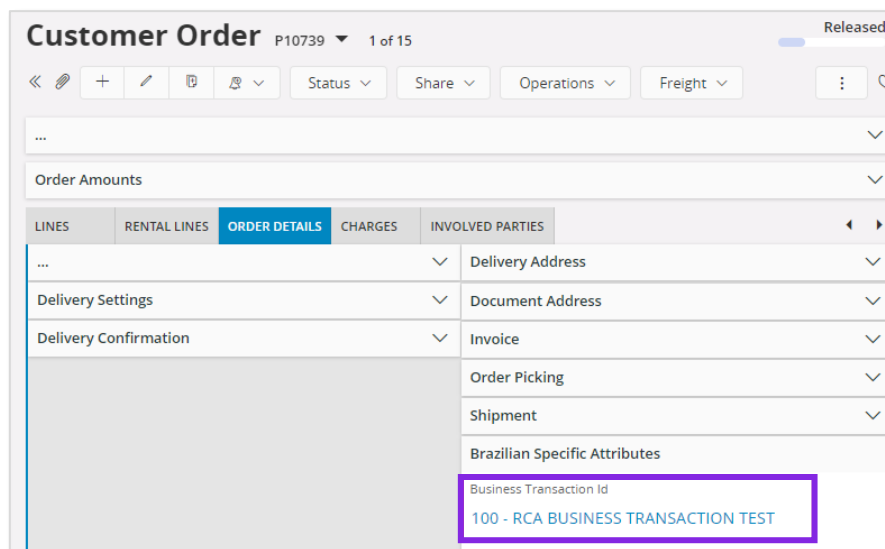 Customer Order P10739 1 of 15
Released
Status Share Operations Freight
...
Order Amounts
LINES RENTAL LINES ORDER DETAILS CHARGES INVOLVED PARTIES
...
Delivery Settings
Delivery Confirmation
Delivery Address
Document Address
Invoice
Order Picking
Shipment
Brazilian Specific Attributes
Business Transaction Id
100 - RCA BUSINESS TRANSACTION TEST